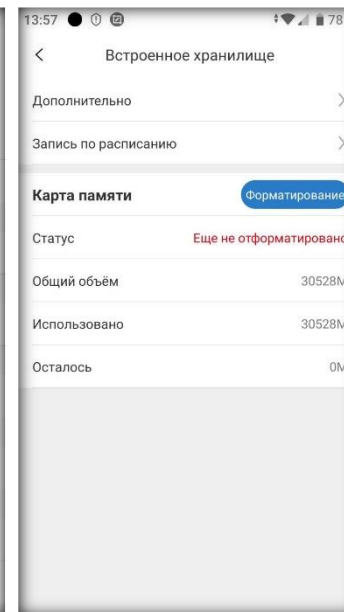 13:57 78
Встроенное хранилище
Дополнительно
Запись по расписанию
Карта памяти Форматирование
Статус Еще не отформатировано
Общий объём 30528M
Использовано 30528M
Осталось 0M